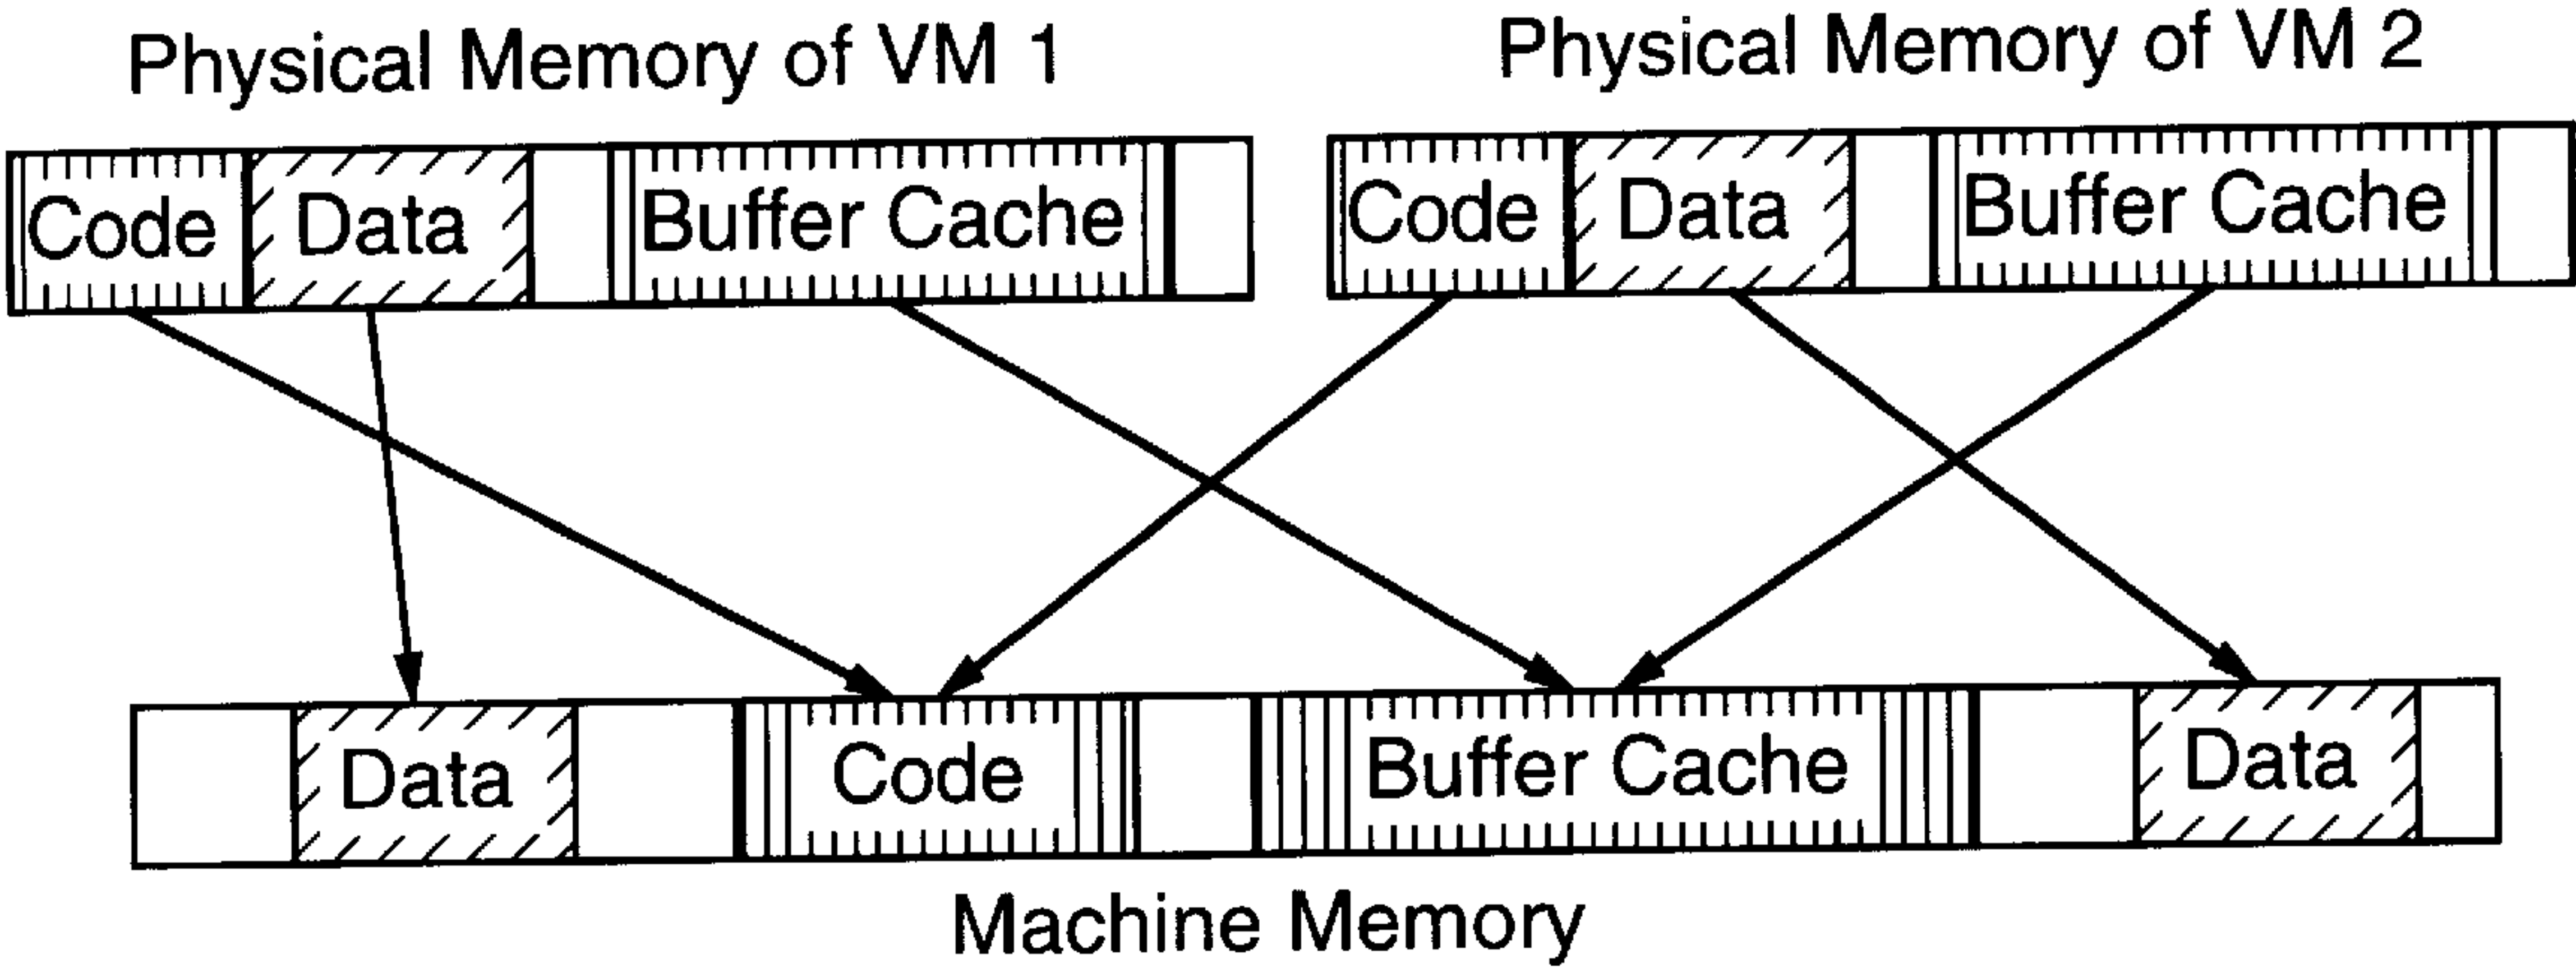 Physical Memory of VM 1
Physical Memory of VM 2
Code Data Buffer Cache
Code Data Buffer Cache
Data Code Buffer Cache Data
Machine Memory